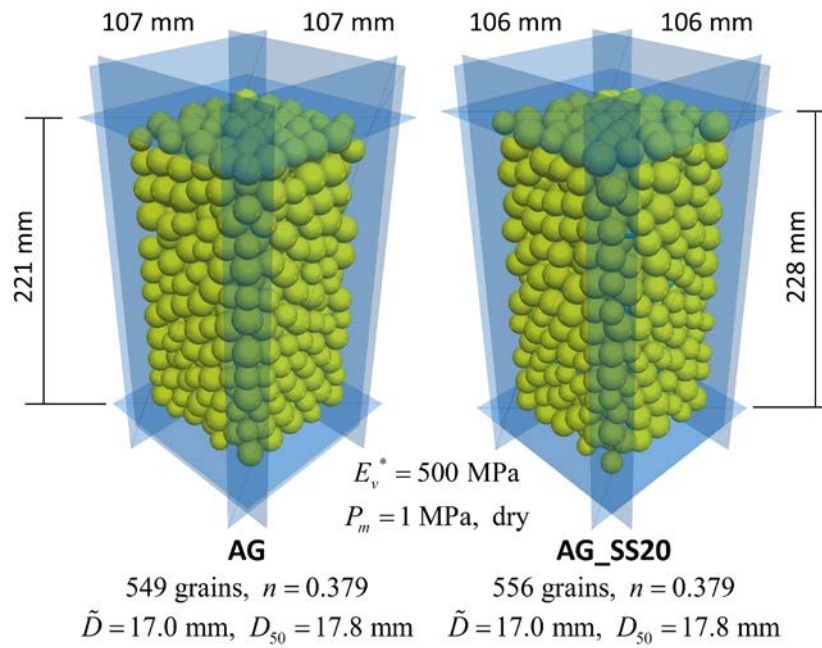 107 mm 107 mm 106 mm 106 mm
221 mm
228 mm
E_v^* = 500 MPa
P_m = 1 MPa, dry
AG AG_SS20
549 grains, n = 0.379 556 grains, n = 0.379
D̃ = 17.0 mm, D_50 = 17.8 mm D̃ = 17.0 mm, D_50 = 17.8 mm